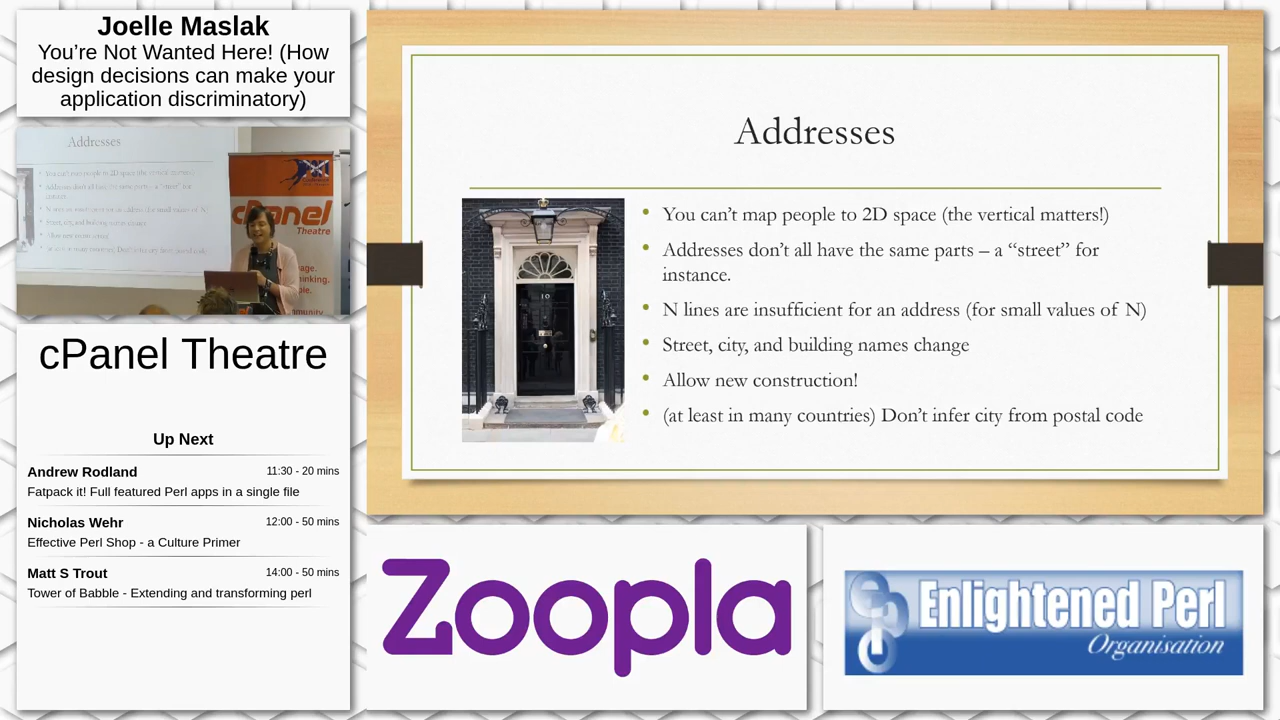 Joelle Maslak
You’re Not Wanted Here! (How
design decisions can make your
application discriminatory)
Addresses
cPanel
Theatre
cPanel Theatre
Up Next
Andrew Rodland 11:30 - 20 mins
Fatpack it! Full featured Perl apps in a single file
Nicholas Wehr 12:00 - 50 mins
Effective Perl Shop - a Culture Primer
Matt S Trout 14:00 - 50 mins
Tower of Babble - Extending and transforming perl
Addresses
10
• You can’t map people to 2D space (the vertical matters!)
• Addresses don’t all have the same parts – a “street” for
instance.
• N lines are insufficient for an address (for small values of N)
• Street, city, and building names change
• Allow new construction!
• (at least in many countries) Don’t infer city from postal code
Zoopla
Enlightened Perl
Organisation